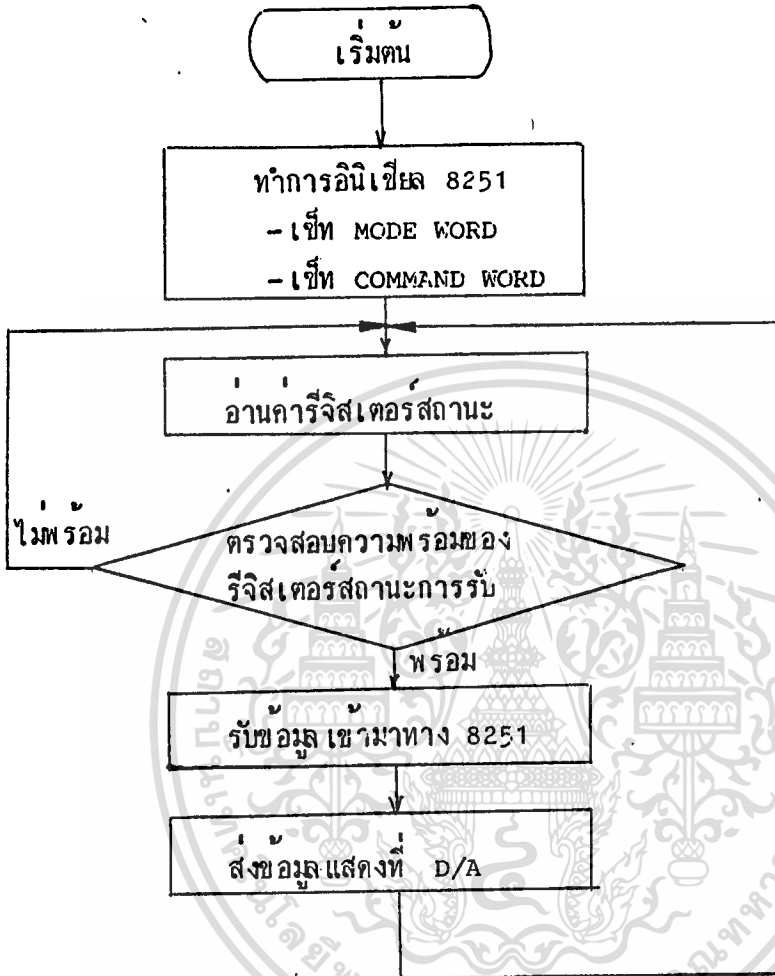 เริ่มต้น
ทำการอินิเชียล 8251
- เซ็ท MODE WORD
- เซ็ท COMMAND WORD
อ่านค่ารีจิสเตอร์สถานะ
ไม่พร้อม
ตรวจสอบความพร้อมของ
รีจิสเตอร์สถานะการรับ
พร้อม
รับข้อมูลเข้ามาทาง 8251
ส่งข้อมูลแสดงที่ D/A